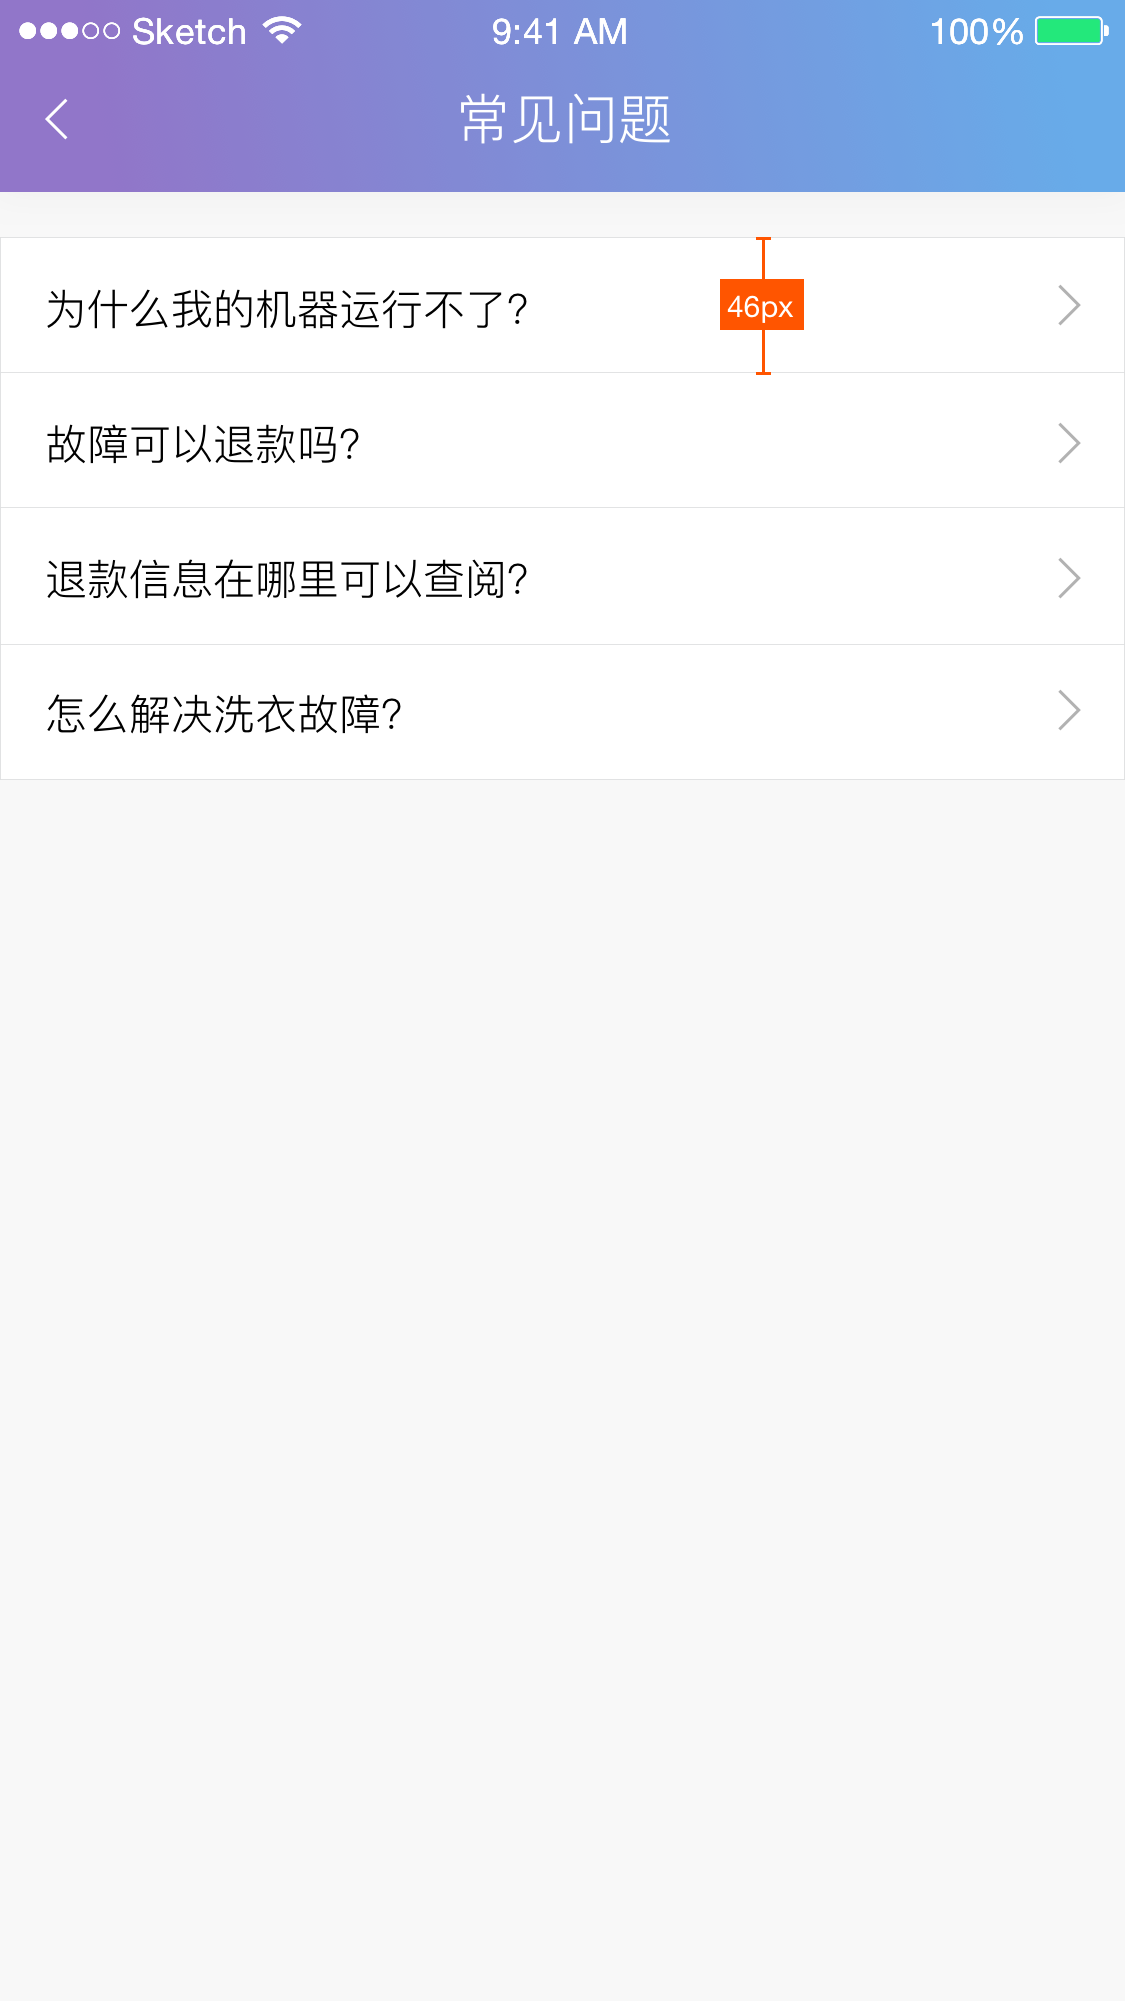 Sketch 9:41 AM 100%
常见问题
为什么我的机器运行不了?
46px
故障可以退款吗?
退款信息在哪里可以查阅?
怎么解决洗衣故障?